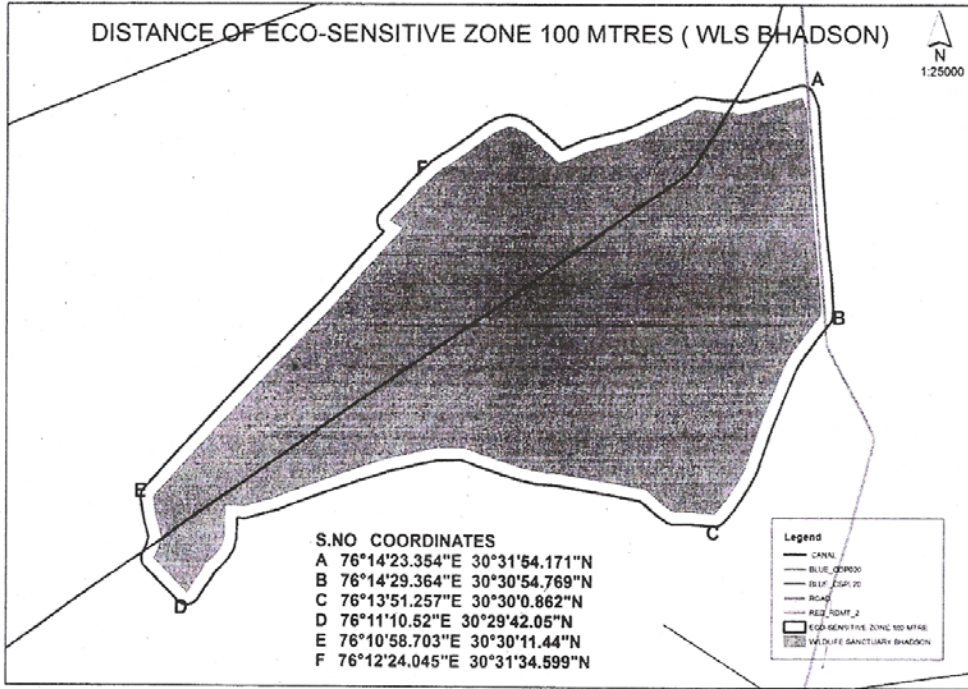 DISTANCE OF ECO-SENSITIVE ZONE 100 MTRES ( WLS BHADSON)
N
1:25000
A
F
B
E
C
D
S.NO COORDINATES
A 76°14'23.354"E 30°31'54.171"N
B 76°14'29.364"E 30°30'54.769"N
C 76°13'51.257"E 30°30'0.862"N
D 76°11'10.52"E 30°29'42.05"N
E 76°10'58.703"E 30°30'11.44"N
F 76°12'24.045"E 30°31'34.599"N
Legend
CANAL
ROAD
ECO-SENSITIVE ZONE 100 MTRE
WILDLIFE SANCTUARY BHADSON